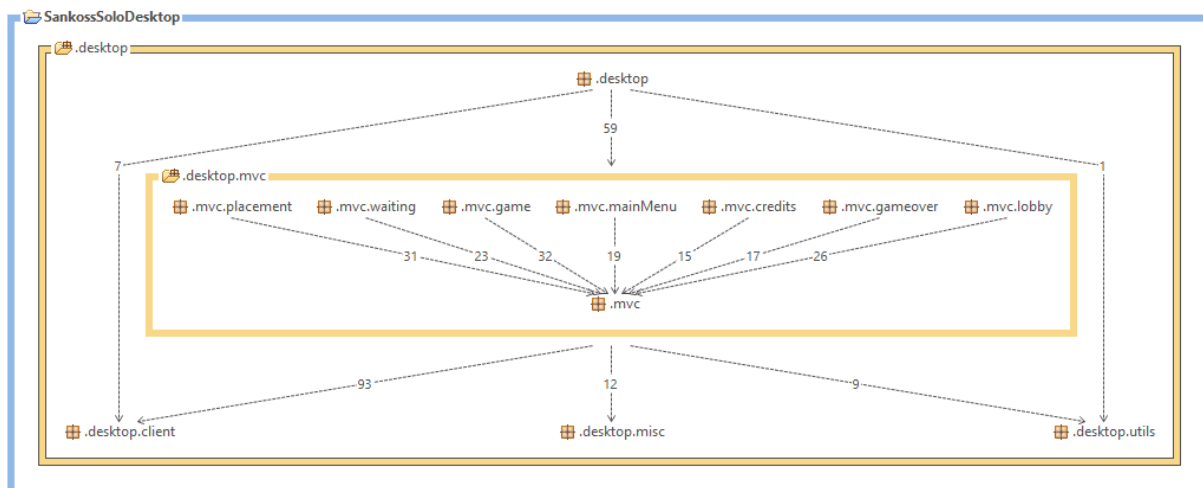 SankossSoloDesktop
.desktop
.desktop
59
7
1
.desktop.mvc
.mvc.placement .mvc.waiting .mvc.game .mvc.mainMenu .mvc.credits .mvc.gameover .mvc.lobby
31 23 32 19 15 17 26
.mvc
93 12 9
.desktop.client .desktop.misc .desktop.utils